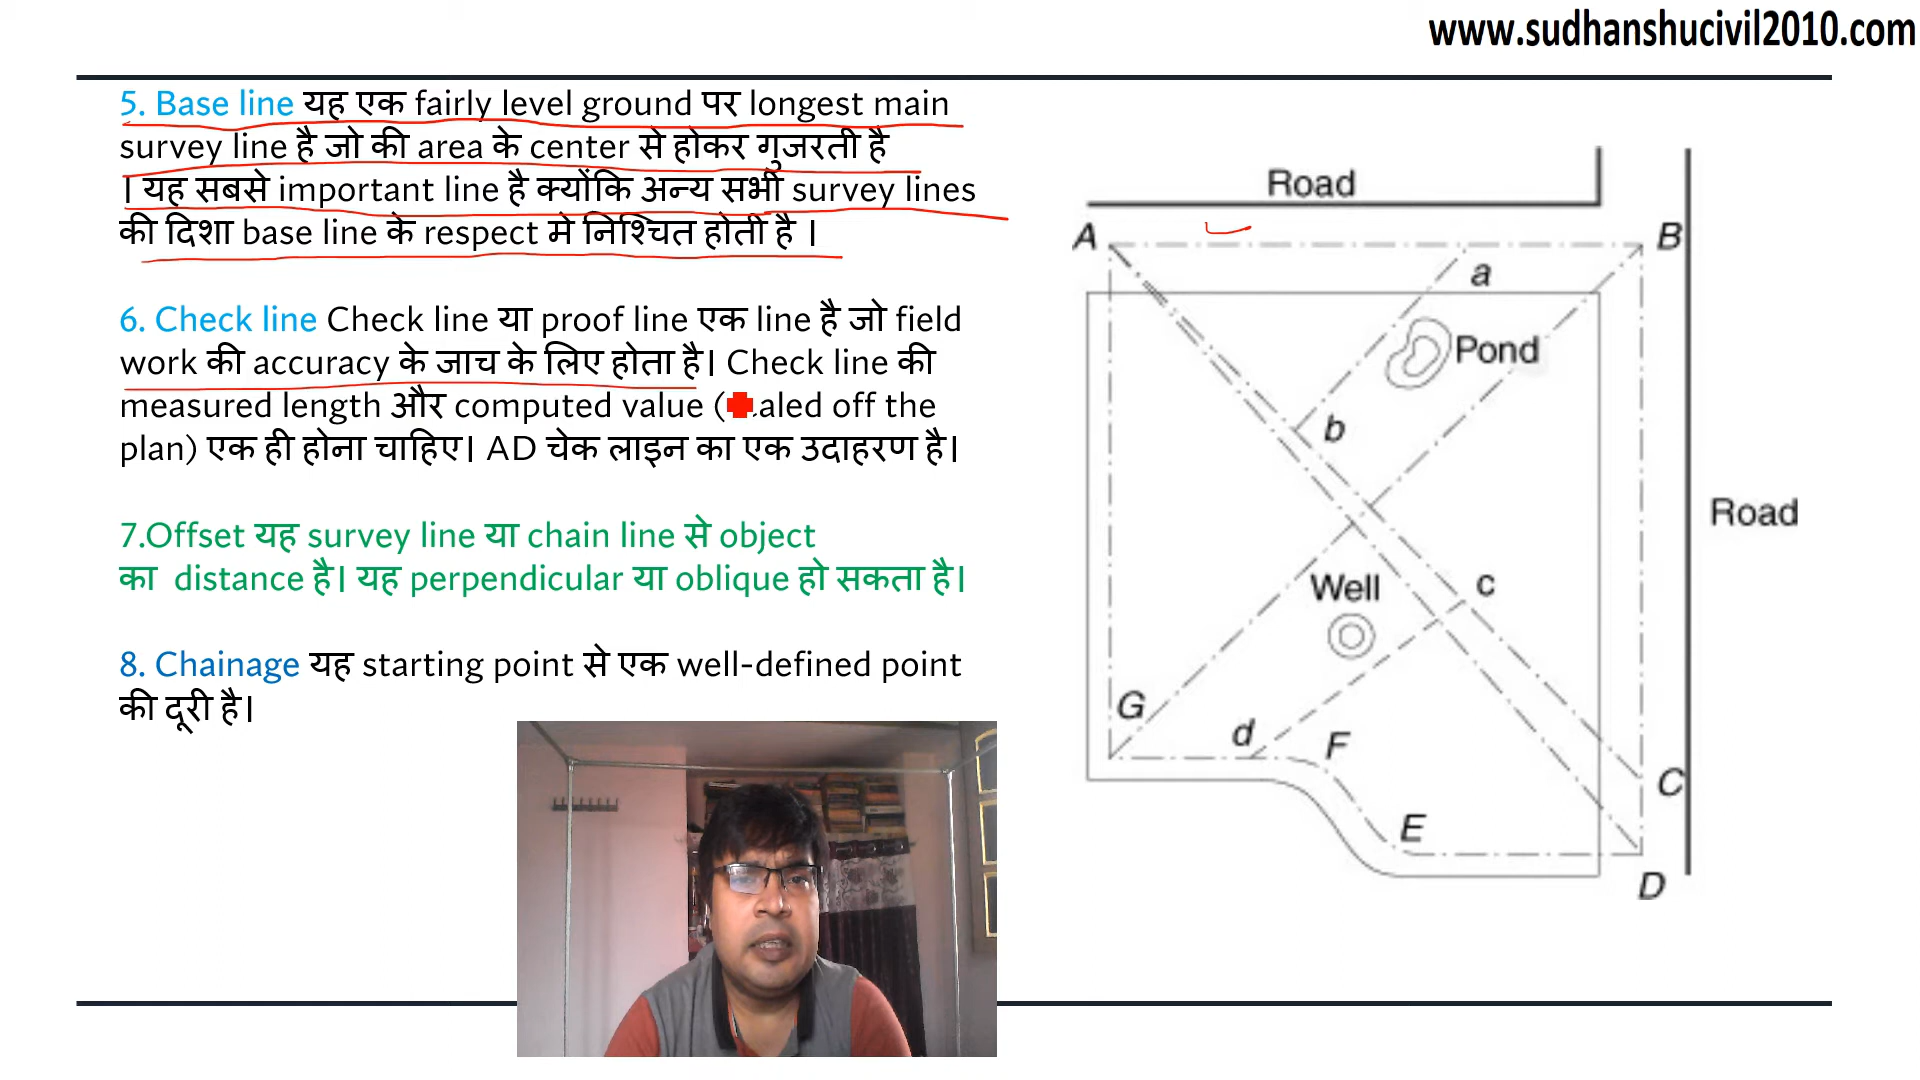 www.sudhanshucivil2010.com
5. Base line यह एक fairly level ground पर longest main
survey line है जो की area के center से होकर गुजरती है
। यह सबसे important line है क्योंकि अन्य सभी survey lines
की दिशा base line के respect मे निश्चित होती है ।
6. Check line Check line या proof line एक line है जो field
work की accuracy के जाच के लिए होता है। Check line की
measured length और computed value ( off the
plan) एक ही होना चाहिए। AD चेक लाइन का एक उदाहरण है।
7.Offset यह survey line या chain line से object
का distance है। यह perpendicular या oblique हो सकता है।
8. Chainage यह starting point से एक well-defined point
की दूरी है।
Road
A
B
a
Pond
b
Road
Well
c
G
d
F
C
E
D